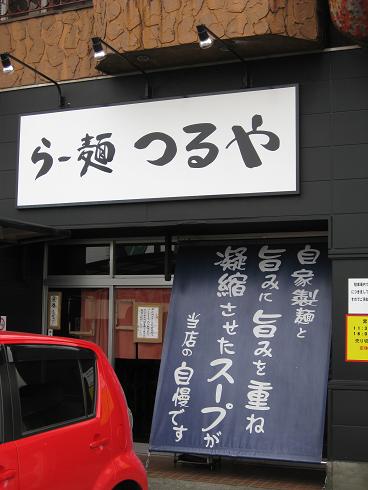 らー麺 つるや
自家製麺と
旨みに旨みを重ね
凝縮させたスープが
当店の自慢です